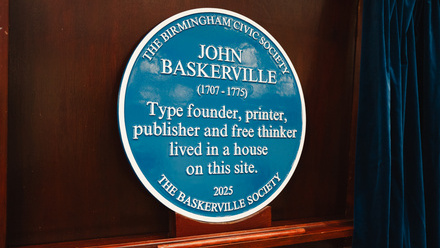 THE BIRMINGHAM CIVIC SOCIETY
JOHN
BASKERVILLE
(1707 - 1775)
Type founder, printer,
publisher and free thinker
lived in a house
on this site.
2025
THE BASKERVILLE SOCIETY